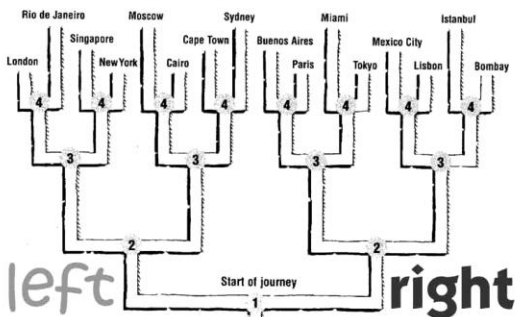 Rio de Janeiro Moscow Sydney Miami Istanbul
Singapore Cape Town Buenos Aires Mexico City
London New York Cairo Paris Tokyo Lisbon Bombay
4 4 4 4 4 4 4 4
3 3 3 3
2 2
Start of journey
left 1 right